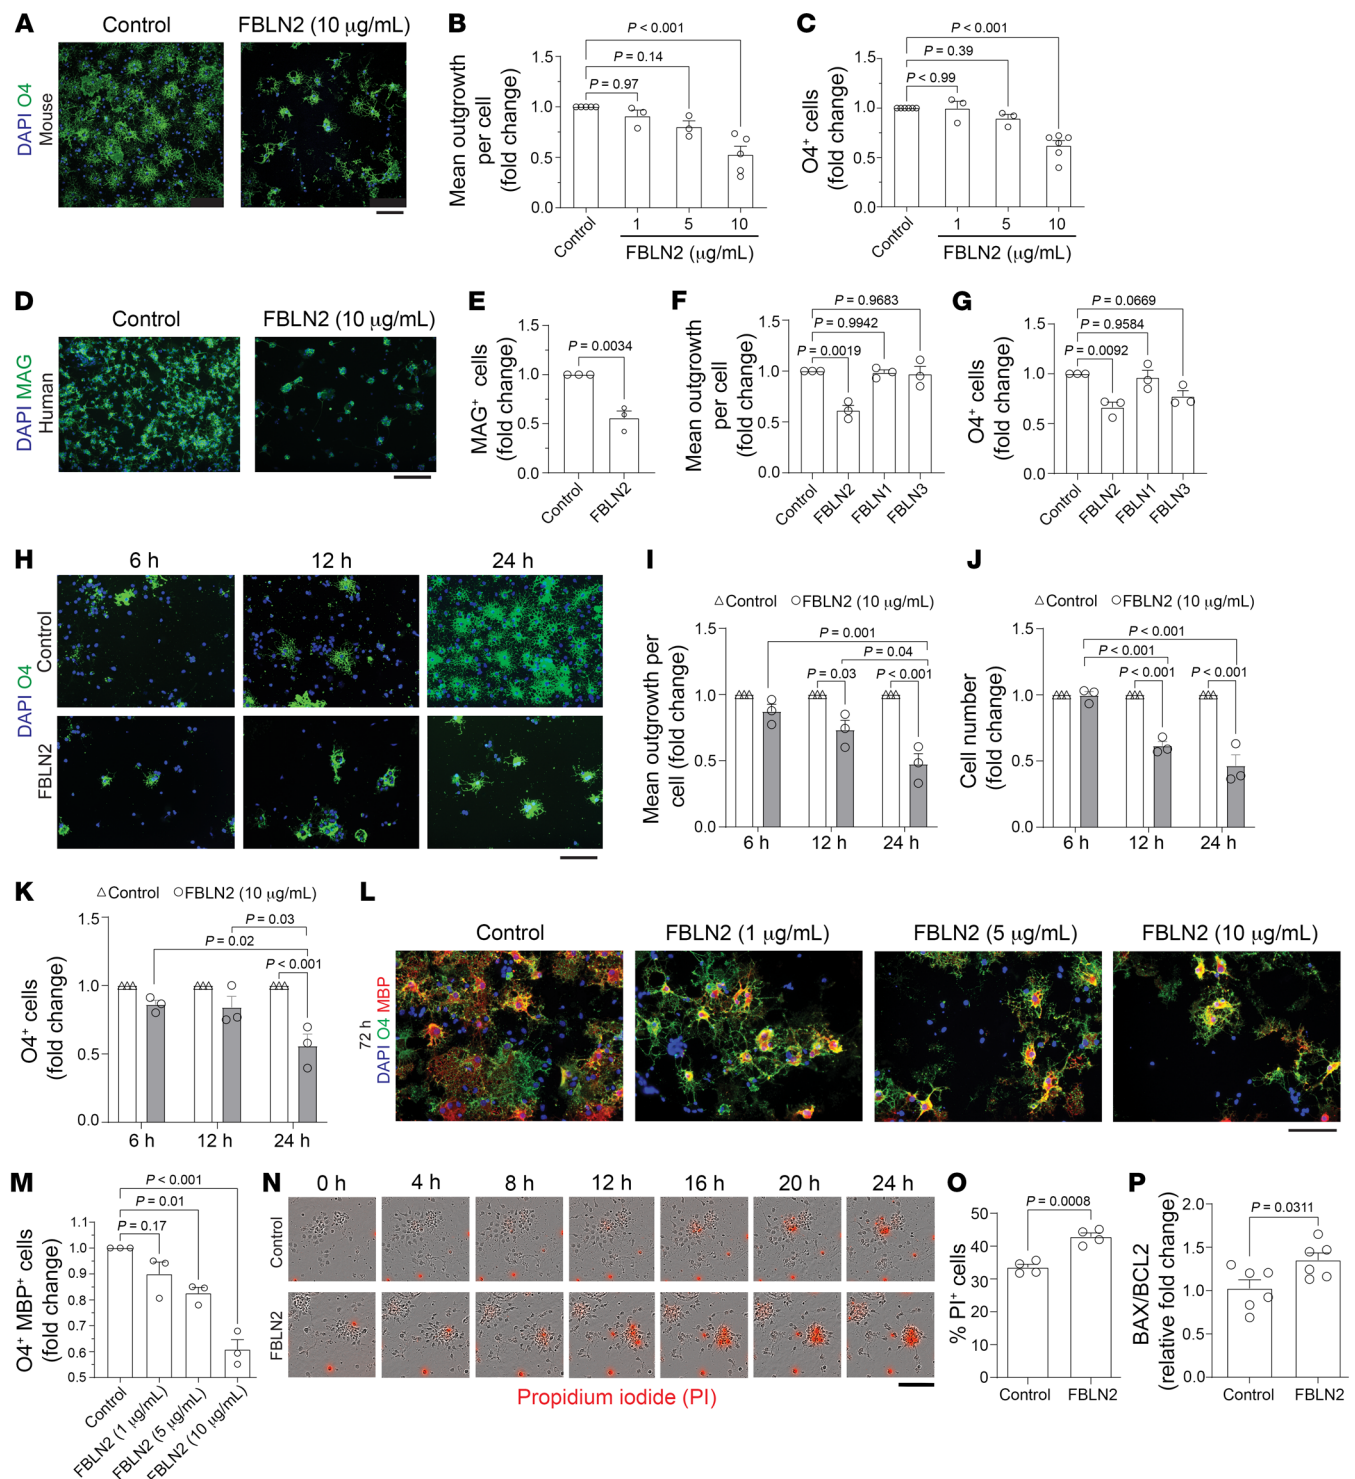 A
Control
FBLN2 (10 µg/mL)
DAPI O4
Mouse
B
Mean outgrowth
per cell
(fold change)
1.5
1.0
0.5
0.0
P < 0.001
P = 0.14
P = 0.97
Control
1
5
10
FBLN2 (µg/mL)
C
O4+ cells
(fold change)
1.5
1.0
0.5
0.0
P < 0.001
P = 0.39
P < 0.99
Control
1
5
10
FBLN2 (µg/mL)
D
Control
FBLN2 (10 µg/mL)
DAPI MAG
Human
E
MAG+ cells
(fold change)
1.5
1.0
0.5
0.0
P = 0.0034
Control
FBLN2
F
Mean outgrowth
per cell
(fold change)
1.5
1.0
0.5
0.0
P = 0.9683
P = 0.9942
P = 0.0019
Control
FBLN2
FBLN1
FBLN3
G
O4+ cells
(fold change)
1.5
1.0
0.5
0.0
P = 0.0669
P = 0.9584
P = 0.0092
Control
FBLN2
FBLN1
FBLN3
H
6 h
12 h
24 h
DAPI O4
Control
FBLN2
I
Control
FBLN2 (10 µg/mL)
Mean outgrowth per
cell (fold change)
1.5
1.0
0.5
0.0
P = 0.001
P = 0.04
P = 0.03
P < 0.001
6 h
12 h
24 h
J
Control
FBLN2 (10 µg/mL)
Cell number
(fold change)
1.5
1.0
0.5
0.0
P < 0.001
P < 0.001
P < 0.001
P < 0.001
6 h
12 h
24 h
K
Control
FBLN2 (10 µg/mL)
O4+ cells
(fold change)
1.5
1.0
0.5
0.0
P = 0.03
P = 0.02
P < 0.001
6 h
12 h
24 h
L
Control
FBLN2 (1 µg/mL)
FBLN2 (5 µg/mL)
FBLN2 (10 µg/mL)
72 h
DAPI O4 MBP
M
O4+ MBP+ cells
(fold change)
1.1
1.0
0.9
0.8
0.7
0.6
0.5
P < 0.001
P = 0.01
P = 0.17
Control
FBLN2 (1 µg/mL)
FBLN2 (5 µg/mL)
FBLN2 (10 µg/mL)
N
0 h
4 h
8 h
12 h
16 h
20 h
24 h
Control
FBLN2
Propidium iodide (PI)
O
% PI+ cells
50
40
30
20
10
0
P = 0.0008
Control
FBLN2
P
BAX/BCL2
(relative fold change)
2.0
1.5
1.0
0.5
0.0
P = 0.0311
Control
FBLN2